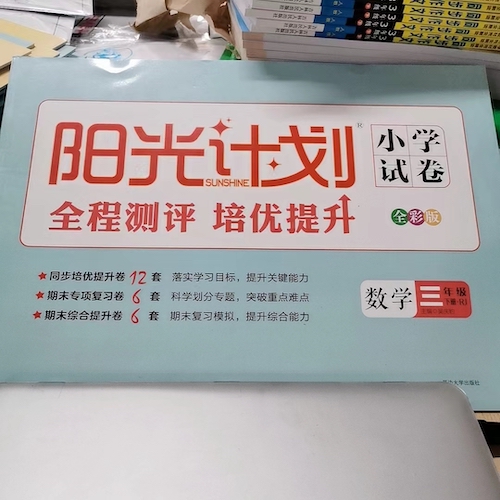 阳光计划
SUNSHINE
小学
试卷
全程测评 培优提升
全彩版
★同步培优提升卷 12 套 落实学习目标，提升关键能力
★期末专项复习卷 6 套 科学划分专题，突破重难点
★期末综合提升卷 6 套 期末复习模拟，提升综合能力
数学 三年级
下册(RJ)